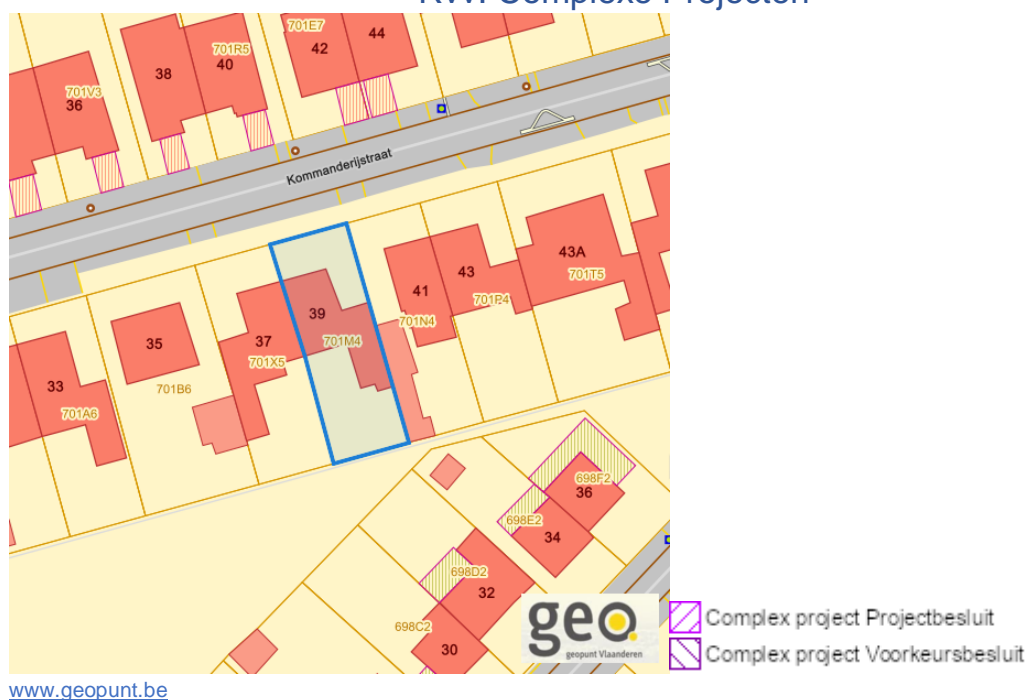 RVV: Complexe Projecten
701E7
44
42
701R5
38
40
701V3
36
Kommanderijstraat
43A
701T5
43
41
701P4
39
701N4
35
37
701M4
701X5
33
701B6
701A6
698F2
36
698E2
34
698D2
32
698C2
30
geo
geopunt Vlaanderen
Complex project Projectbesluit
Complex project Voorkeursbesluit
www.geopunt.be